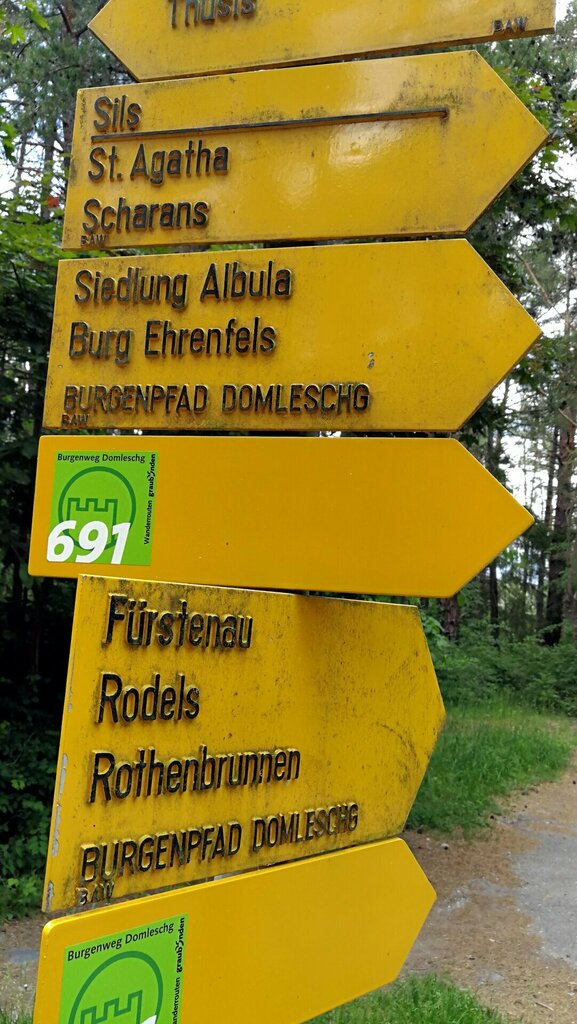 Thusis
BAW
Sils
St. Agatha
Scharans
BAW
Siedlung Albula
Burg Ehrenfels
BURGENPFAD DOMLESCHG
BAW
Burgenweg Domleschg
691
Wanderrouten graubünden
Fürstenau
Rodels
Rothenbrunnen
BURGENPFAD DOMLESCHG
BAW
Burgenweg Domleschg
Wanderrouten graubünden